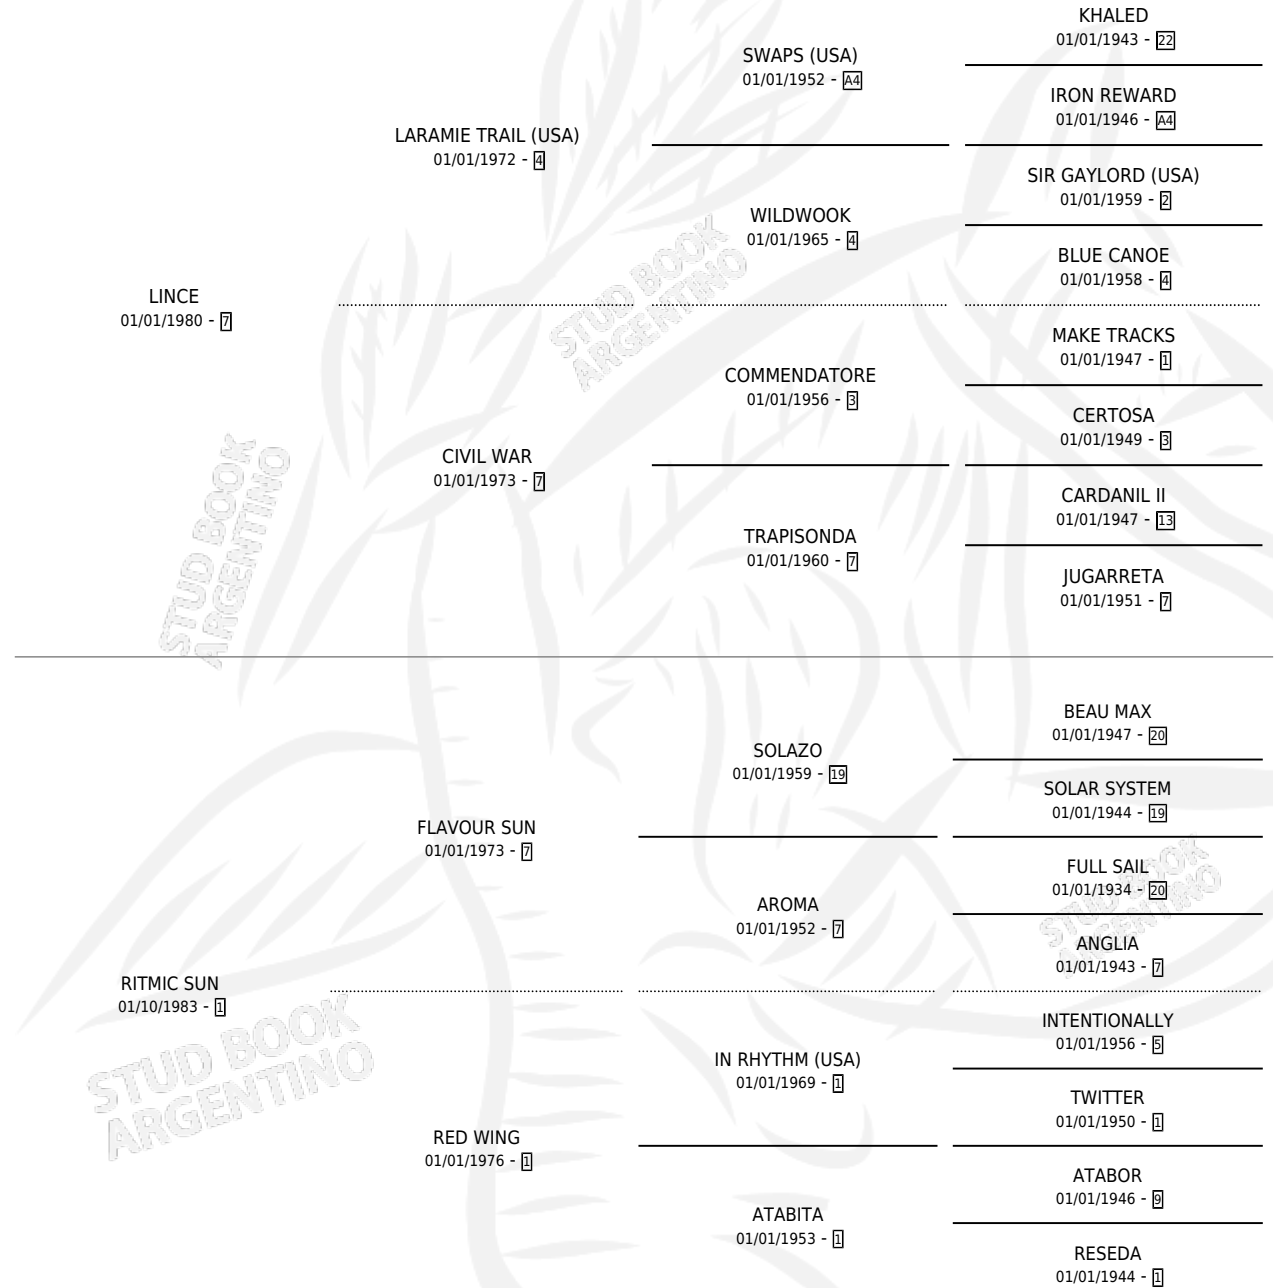 KHALED
01/01/1943 - 22
SWAPS (USA)
01/01/1952 - A4
IRON REWARD
01/01/1946 - A4
LARAMIE TRAIL (USA)
01/01/1972 - 4
SIR GAYLORD (USA)
01/01/1959 - 2
WILDWOOK
01/01/1965 - 4
BLUE CANOE
01/01/1958 - 4
LINCE
01/01/1980 - 7
MAKE TRACKS
01/01/1947 - 1
COMMENDATORE
01/01/1956 - 3
CERTOSA
01/01/1949 - 3
CIVIL WAR
01/01/1973 - 7
CARDANIL II
01/01/1947 - 13
TRAPISONDA
01/01/1960 - 7
JUGARRETA
01/01/1951 - 7
STUD BOOK
ARGENTINO
STUD BOOK
ARGENTINO
BEAU MAX
01/01/1947 - 20
SOLAZO
01/01/1959 - 19
SOLAR SYSTEM
01/01/1944 - 19
FLAVOUR SUN
01/01/1973 - 7
FULL SAIL
01/01/1934 - 20
AROMA
01/01/1952 - 7
ANGLIA
01/01/1943 - 7
RITMIC SUN
01/10/1983 - 1
INTENTIONALLY
01/01/1956 - 5
IN RHYTHM (USA)
01/01/1969 - 1
TWITTER
01/01/1950 - 1
RED WING
01/01/1976 - 1
ATABOR
01/01/1946 - 9
ATABITA
01/01/1953 - 1
RESEDA
01/01/1944 - 1
STUD BOOK
ARGENTINO
STUD BOOK
ARGENTINO